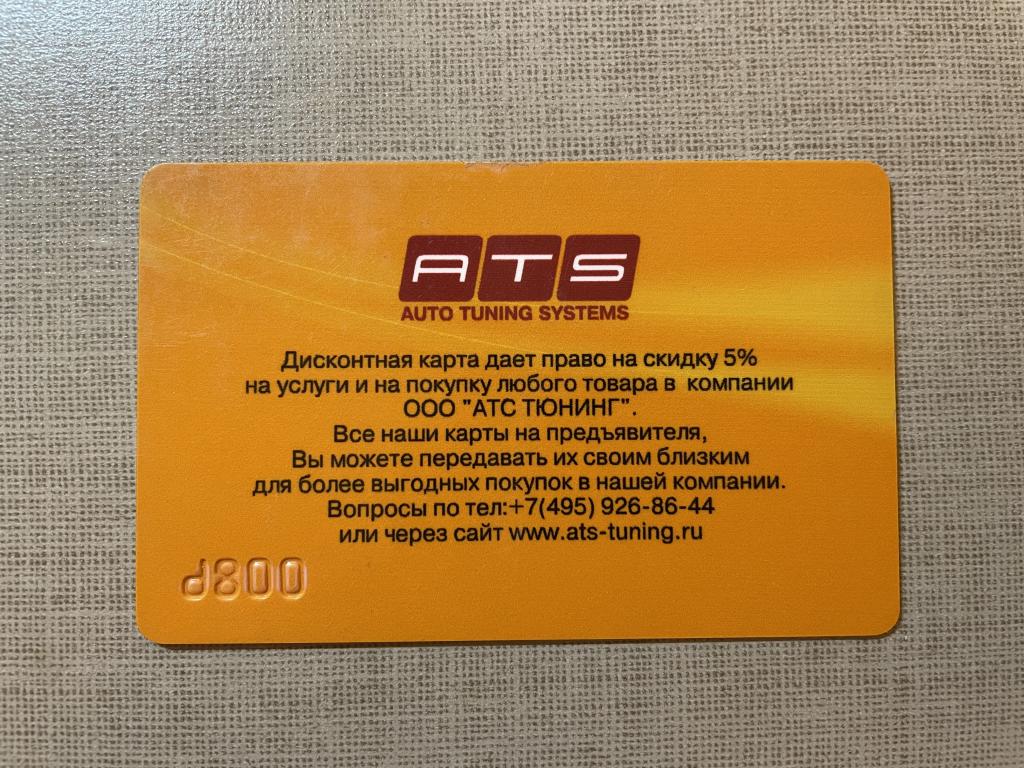 ATS
AUTO TUNING SYSTEMS
Дисконтная карта дает право на скидку 5%
на услуги и на покупку любого товара в компании
ООО "АТС ТЮНИНГ".
Все наши карты на предъявителя,
Вы можете передавать их своим близким
для более выгодных покупок в нашей компании.
Вопросы по тел:+7(495) 926-86-44
или через сайт www.ats-tuning.ru